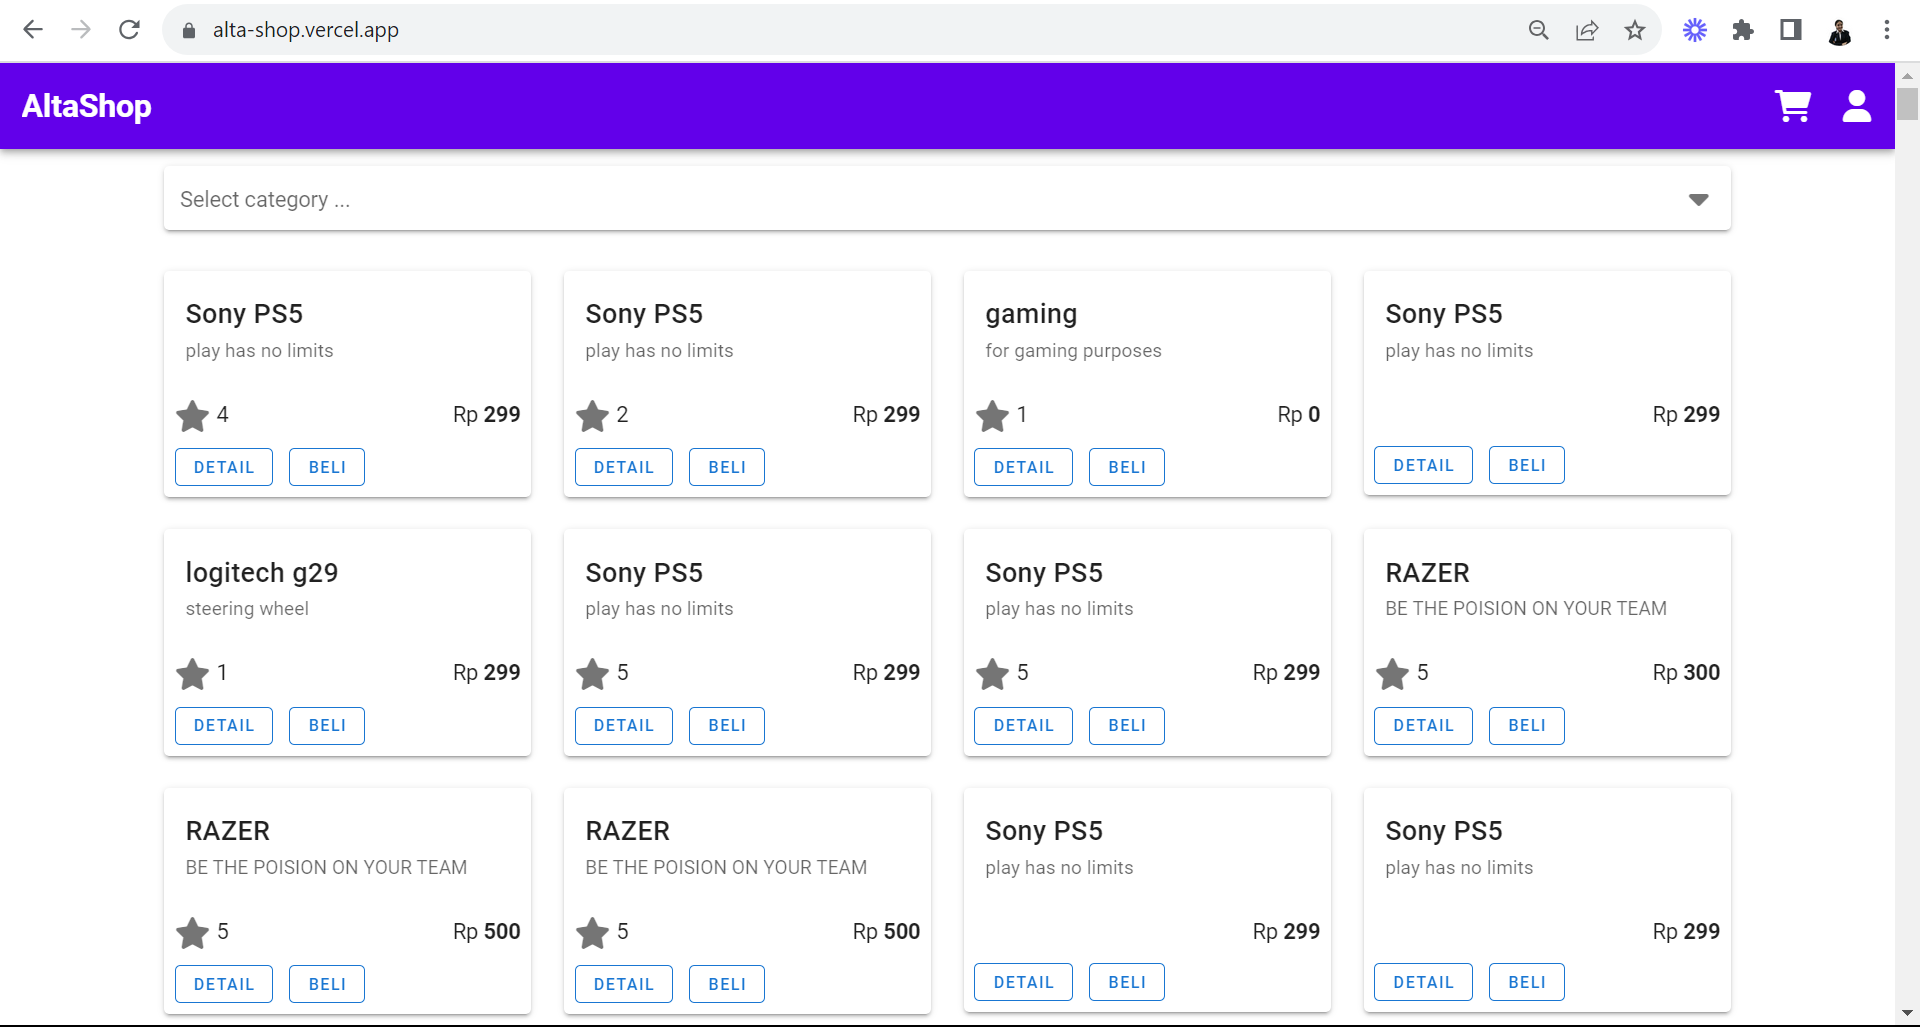 alta-shop.vercel.app
AltaShop
Select category ...
Sony PS5
play has no limits
4 Rp 299
DETAIL BELI
Sony PS5
play has no limits
2 Rp 299
DETAIL BELI
gaming
for gaming purposes
1 Rp 0
DETAIL BELI
Sony PS5
play has no limits
Rp 299
DETAIL BELI
logitech g29
steering wheel
1 Rp 299
DETAIL BELI
Sony PS5
play has no limits
5 Rp 299
DETAIL BELI
Sony PS5
play has no limits
5 Rp 299
DETAIL BELI
RAZER
BE THE POISION ON YOUR TEAM
5 Rp 300
DETAIL BELI
RAZER
BE THE POISION ON YOUR TEAM
5 Rp 500
DETAIL BELI
RAZER
BE THE POISION ON YOUR TEAM
5 Rp 500
DETAIL BELI
Sony PS5
play has no limits
Rp 299
DETAIL BELI
Sony PS5
play has no limits
Rp 299
DETAIL BELI